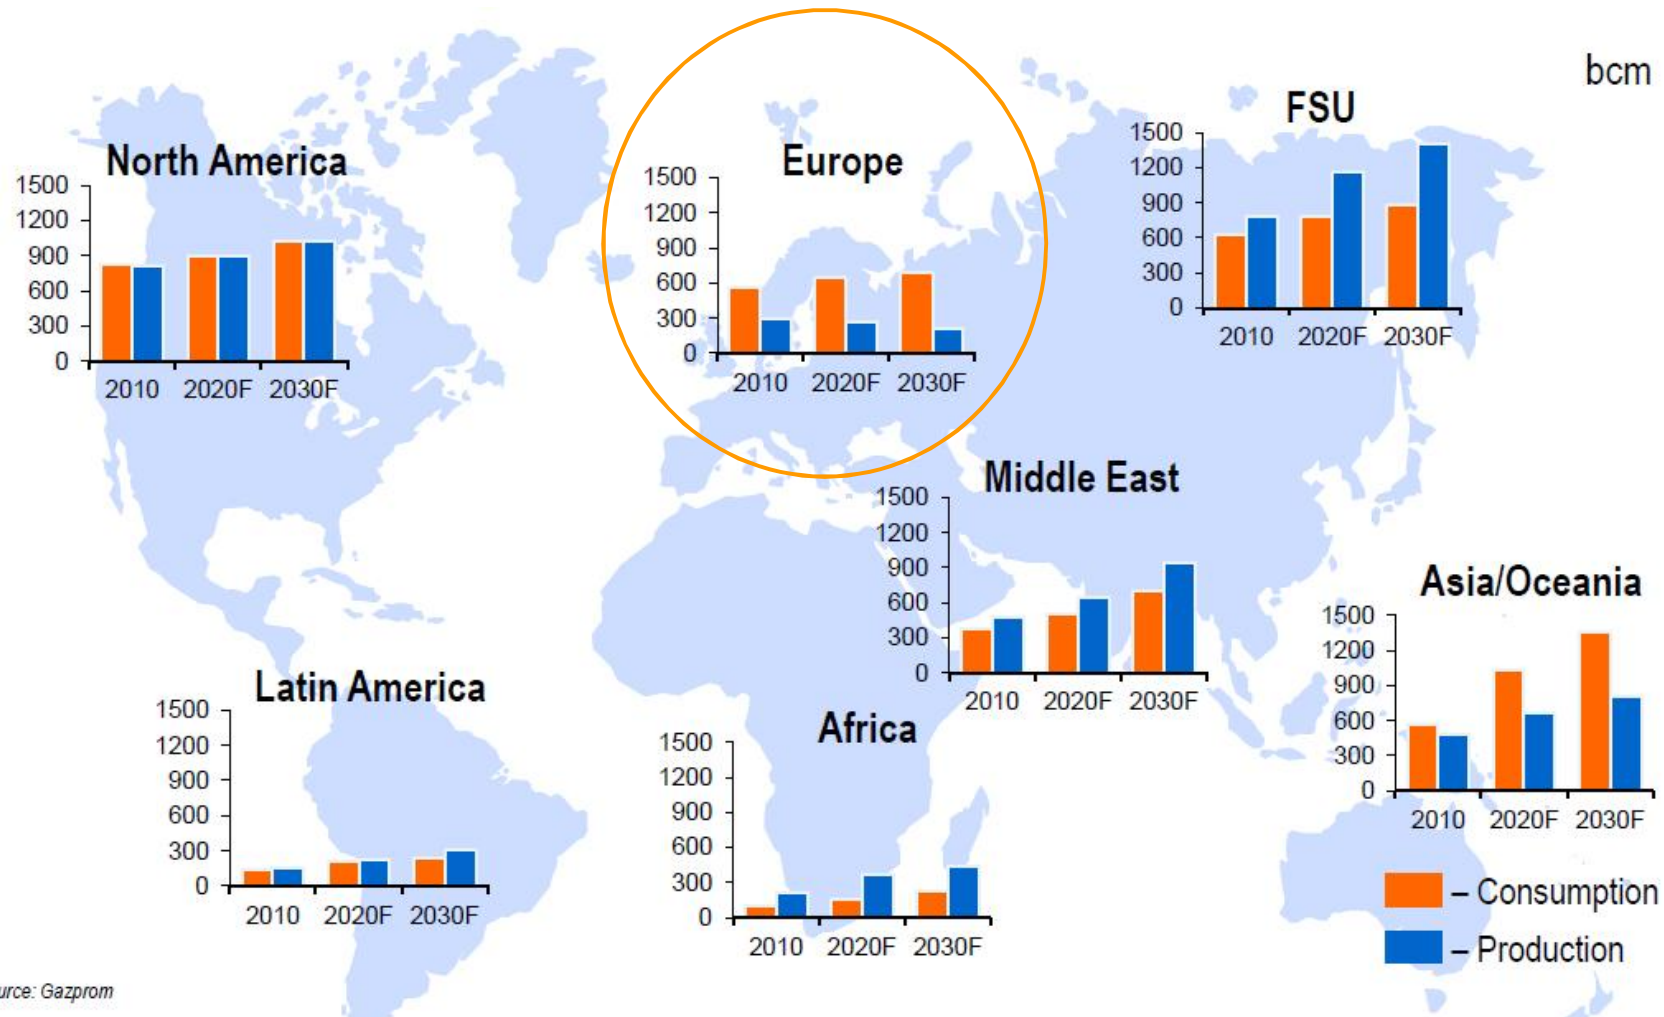 bcm
North America
1500
1200
900
600
300
0
2010 2020F 2030F
Europe
1500
1200
900
600
300
0
2010 2020F 2030F
FSU
1500
1200
900
600
300
0
2010 2020F 2030F
Middle East
1500
1200
900
600
300
0
2010 2020F 2030F
Asia/Oceania
1500
1200
900
600
300
0
2010 2020F 2030F
Latin America
1500
1200
900
600
300
0
2010 2020F 2030F
Africa
1500
1200
900
600
300
0
2010 2020F 2030F
– Consumption
– Production
urce: Gazprom